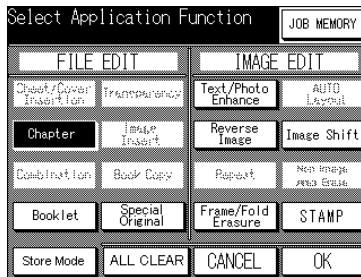 Select Application Function
JOB MEMORY
FILE EDIT
IMAGE EDIT
Sheet/Cover
Insertion
Transparency
Text/Photo
Enhance
AUTO
Layout
Chapter
Image
Insert
Reverse
Image
Image Shift
Combination
Book Copy
Repeat
Non Image
Area Erase
Booklet
Special
Original
Frame/Fold
Erasure
STAMP
Store Mode
ALL CLEAR
CANCEL
OK